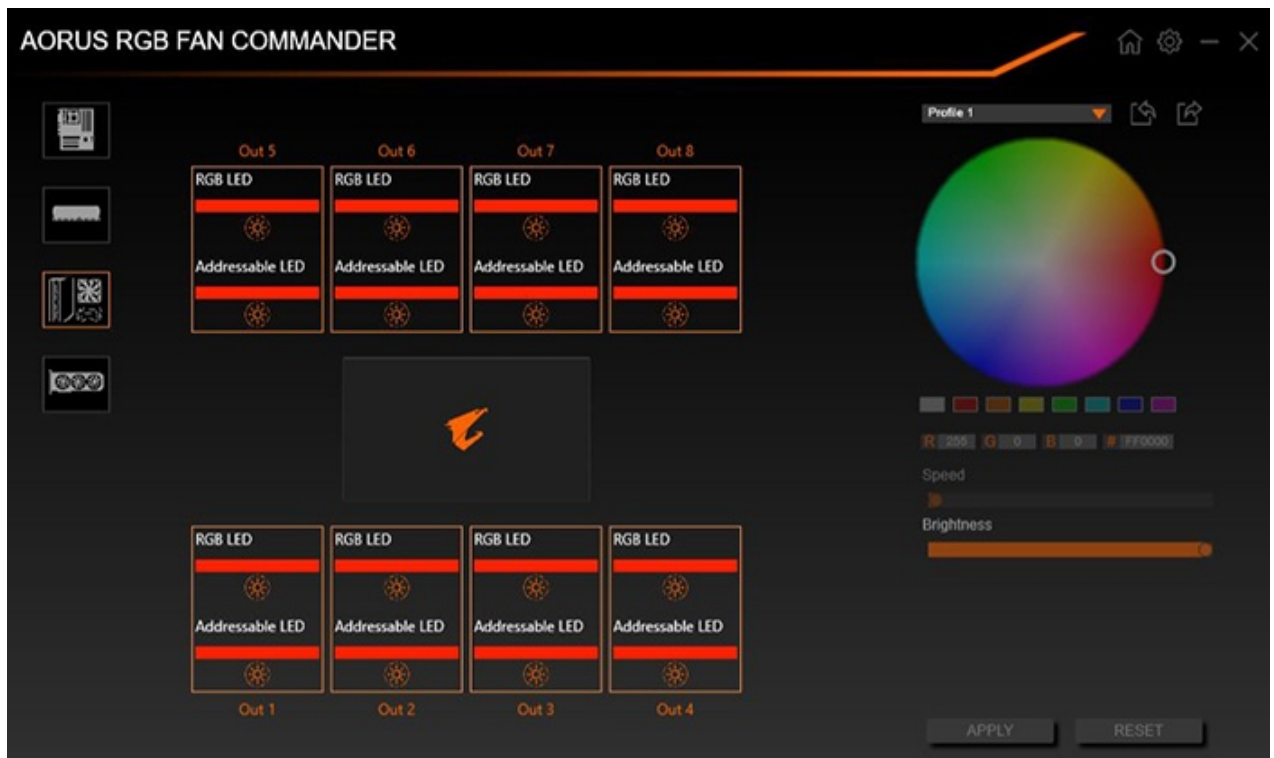 AORUS RGB FAN COMMANDER
Profile 1
Out 5 Out 6 Out 7 Out 8
RGB LED RGB LED RGB LED RGB LED
Addressable LED Addressable LED Addressable LED Addressable LED
R 255 G 0 B 0 # FF0000
Speed
Brightness
RGB LED RGB LED RGB LED RGB LED
Addressable LED Addressable LED Addressable LED Addressable LED
Out 1 Out 2 Out 3 Out 4
APPLY RESET